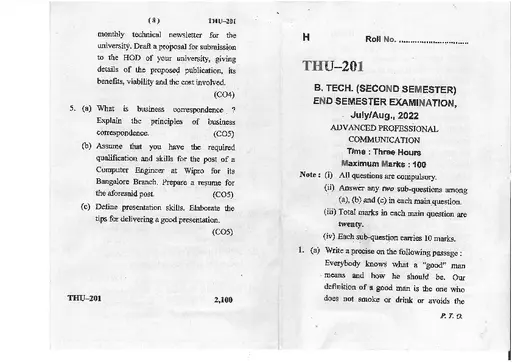 (8) THU-201
monthly technical newsletter for the
university. Draft a proposal for submission
to the HOD of your university, giving
details of the proposed publication, its
benefits, viability and the cost involved.
(CO4)
5. (a) What is business correspondence ?
Explain the principles of business
correspondence. (CO5)
(b) Assume that you have the required
qualification and skills for the post of a
Computer Engineer at Wipro for its
Bangalore Branch. Prepare a resume for
the aforesaid post. (CO5)
(c) Define presentation skills. Elaborate the
tips for delivering a good presentation.
(CO5)
THU-201 2,100
H Roll No. ..............................
THU-201
B. TECH. (SECOND SEMESTER)
END SEMESTER EXAMINATION,
July/Aug., 2022
ADVANCED PROFESSIONAL
COMMUNICATION
Time : Three Hours
Maximum Marks : 100
Note : (i) All questions are compulsory.
(ii) Answer any two sub-questions among
(a), (b) and (c) in each main question.
(iii) Total marks in each main question are
twenty.
(iv) Each sub-question carries 10 marks.
1. (a) Write a precise on the following passage :
Everybody knows what a "good" man
means and how he should be. Our
definition of a good man is the one who
does not smoke or drink or avoids the
P. T. O.